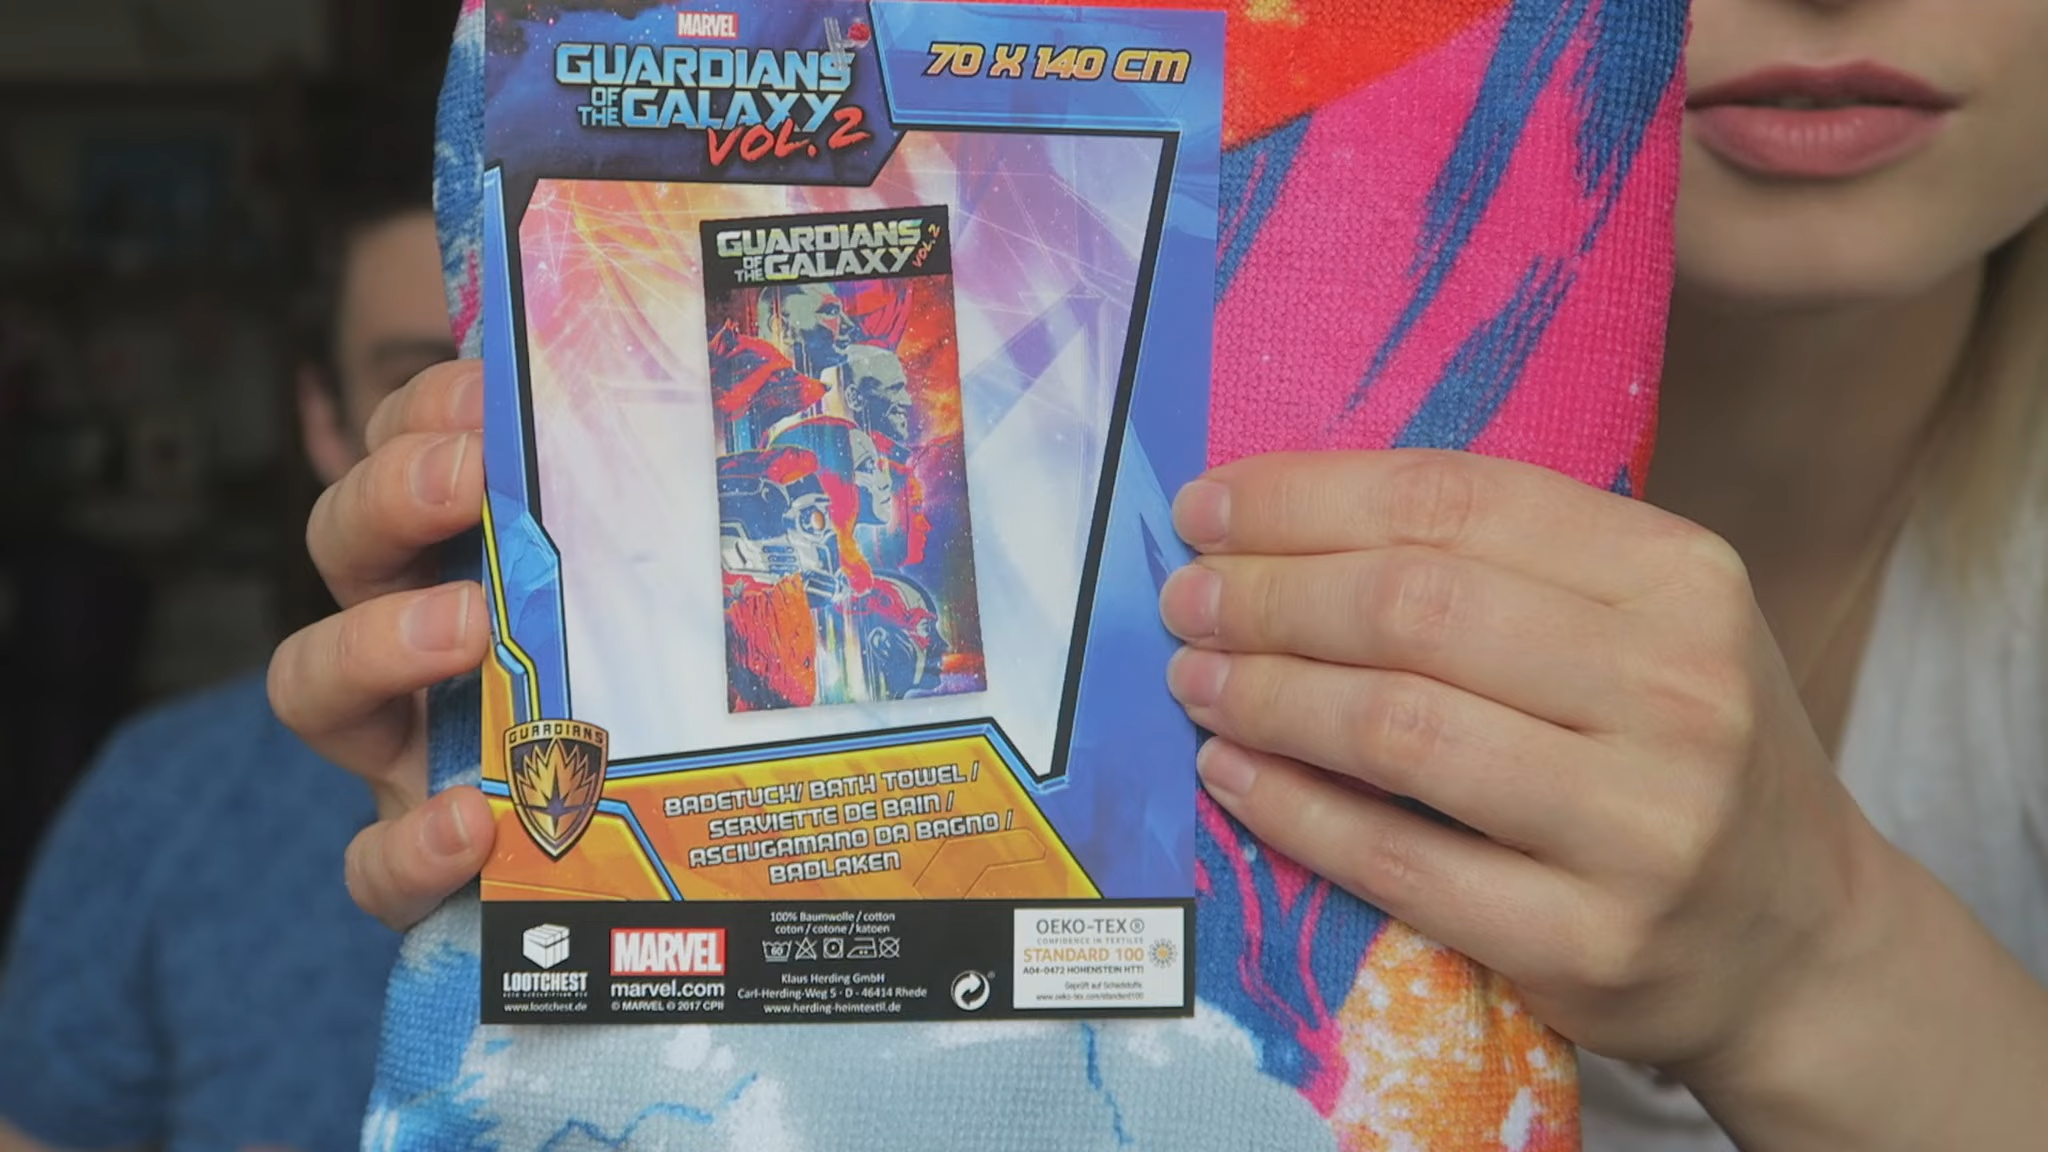 MARVEL
GUARDIANS
OF
THE GALAXY
VOL. 2
70 X 140 CM
GUARDIANS
OF
THE GALAXY
VOL. 2
GUARDIANS
BADETUCH/ BATH TOWEL /
SERVIETTE DE BAIN /
ASCIUGAMANO DA BAGNO /
BADLAKEN
LOOTCHEST
www.lootchest.de
MARVEL
marvel.com
© MARVEL © 2017 CPII
100% Baumwolle / cotton
coton / cotone / katoen
60
Klaus Herding GmbH
Carl-Herding-Weg 5 · D - 46414 Rhede
www.herding-heimtextil.de
OEKO-TEX®
CONFIDENCE IN TEXTILES
STANDARD 100
A04-0472 HOHENSTEIN HTTI
Geprüft auf Schadstoffe.
www.oeko-tex.com/standard100